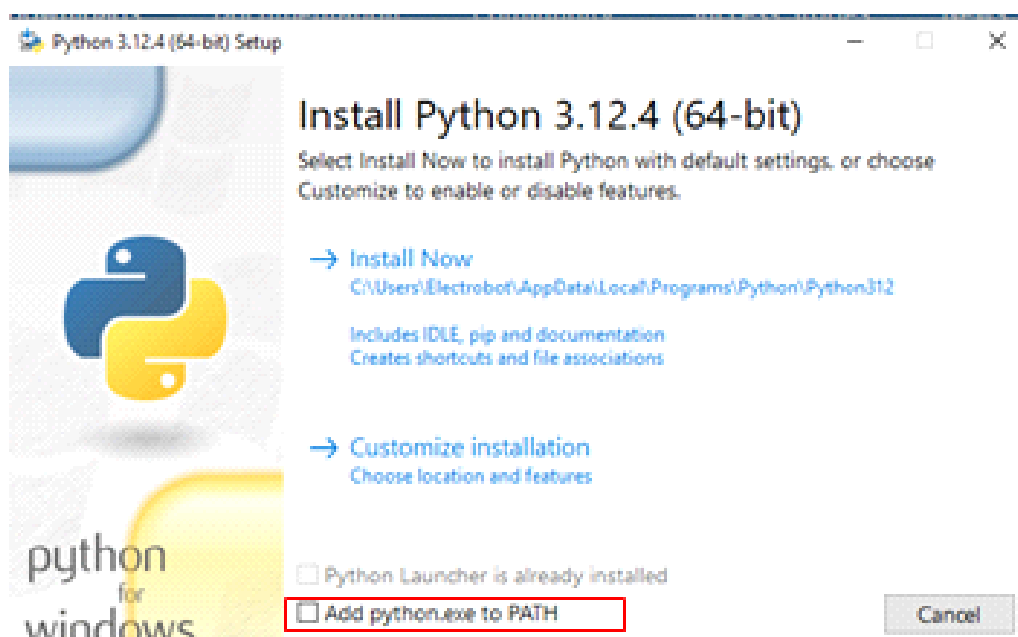 Python 3.12.4 (64-bit) Setup
Install Python 3.12.4 (64-bit)
Select Install Now to install Python with default settings, or choose
Customize to enable or disable features.
Install Now
C:\Users\Electrobot\AppData\Local\Programs\Python\Python312
Includes IDLE, pip and documentation
Creates shortcuts and file associations
Customize installation
Choose location and features
python
for
windows
Python Launcher is already installed
Add python.exe to PATH
Cancel